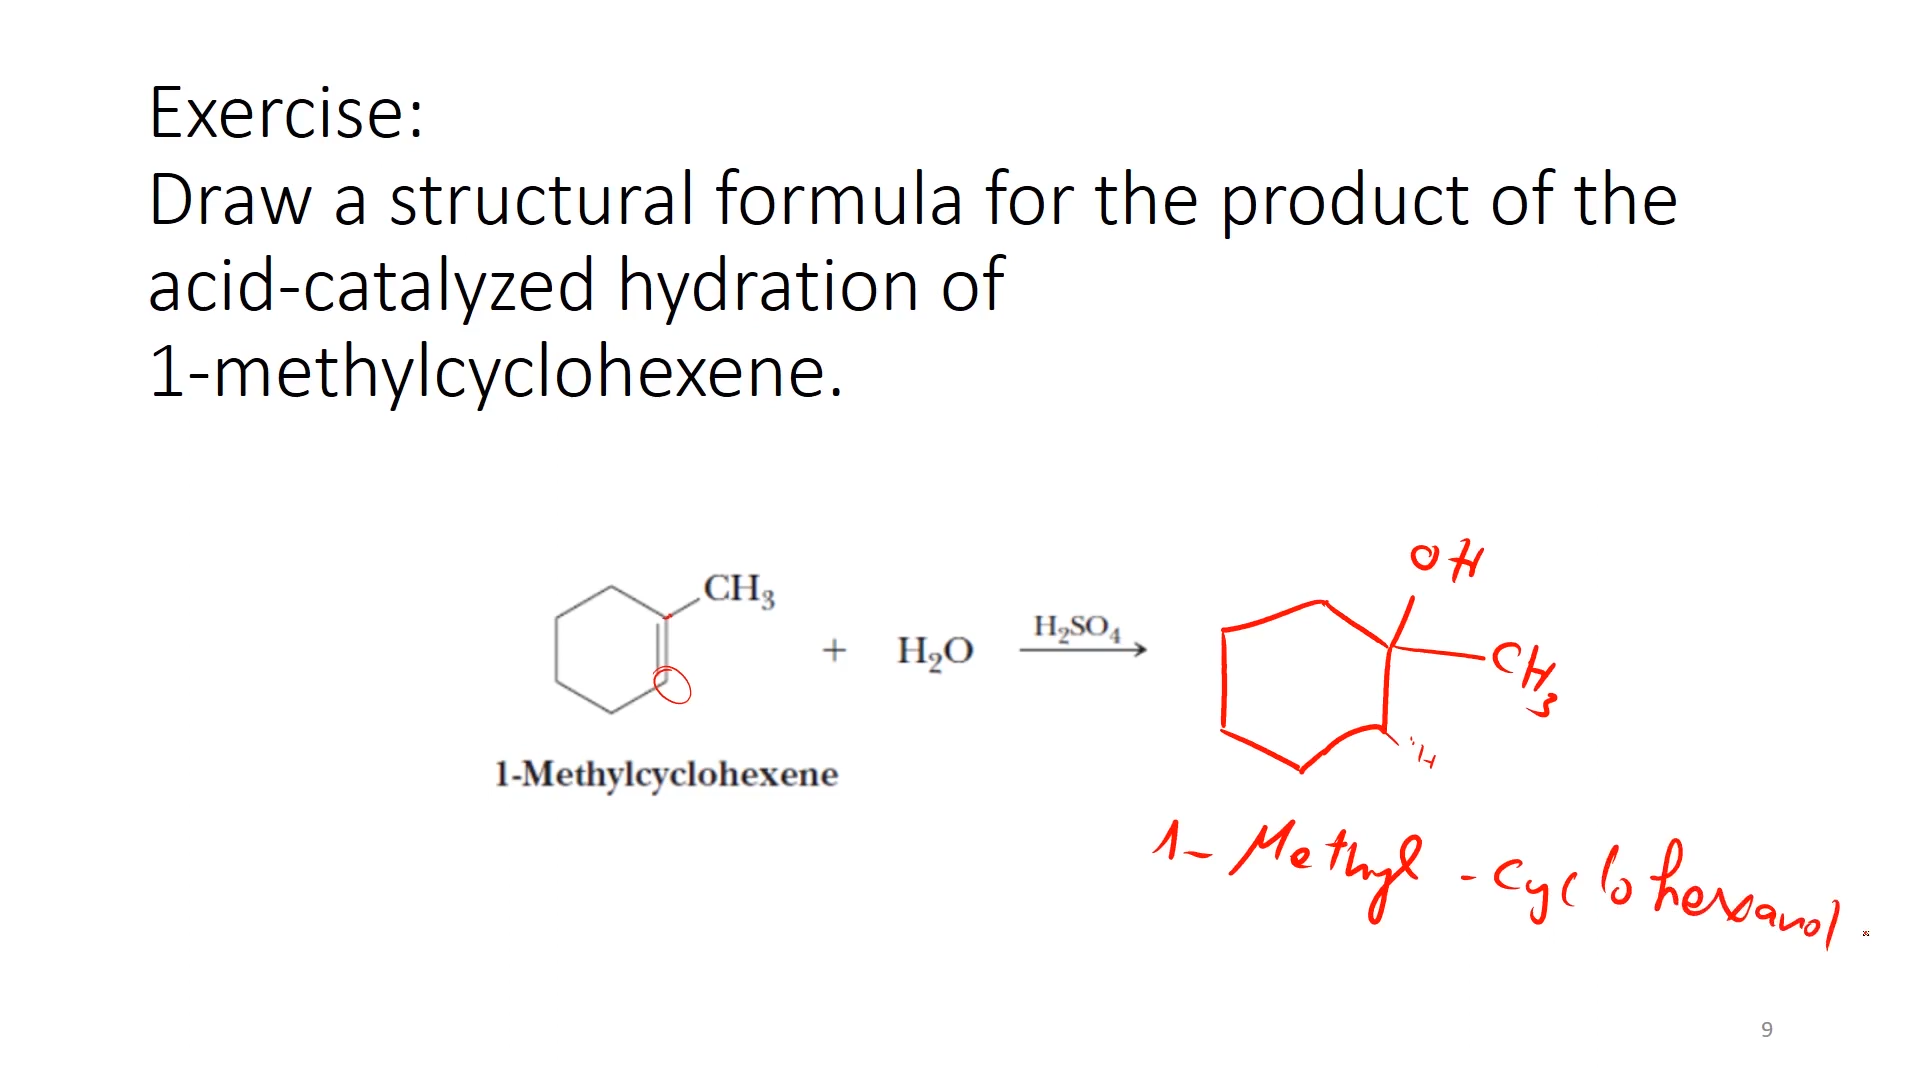 Exercise:
Draw a structural formula for the product of the
acid-catalyzed hydration of
1-methylcyclohexene.
CH₃
+ H₂O
H₂SO₄
1-Methylcyclohexene
OH
CH₃
H
1-Methyl-cyclohexanol.
9